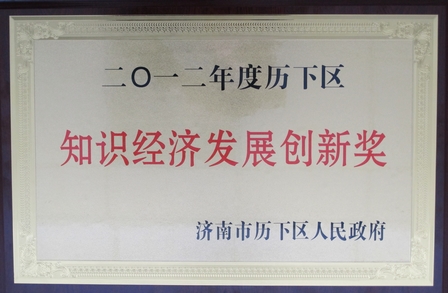 二〇一二年度历下区
知识经济发展创新奖
济南市历下区人民政府